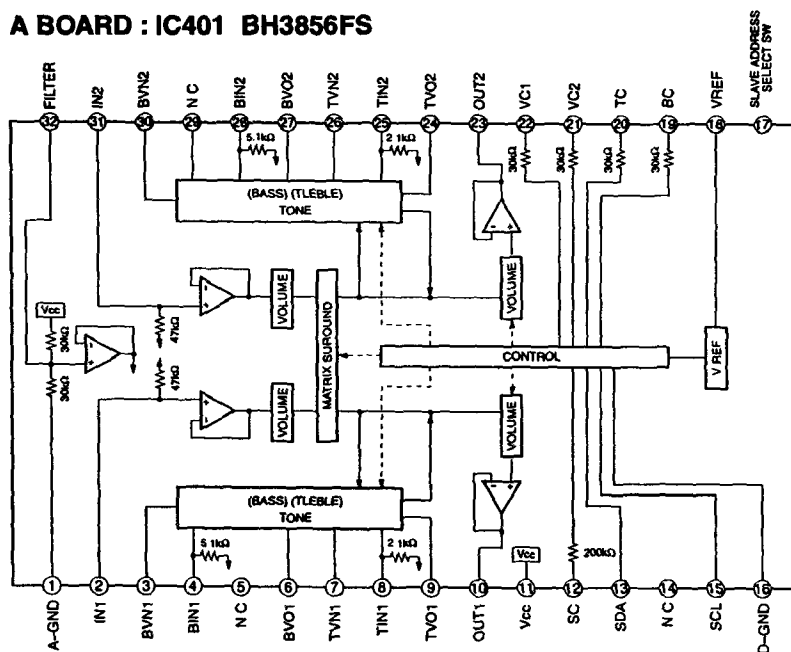 A BOARD : IC401 BH3856FS
FILTER
IN2
BVN2
N C
BIN2
BVO2
TVN2
TIN2
TVO2
OUT2
VC1
VC2
TC
BC
VREF
SLAVE ADDRESS
SELECT SW
32
31
30
29
28
27
26
25
24
23
22
21
20
19
18
17
5.1kΩ
2 1kΩ
30kΩ
30kΩ
30kΩ
30kΩ
(BASS) (TLEBLE)
TONE
- +
VOLUME
VOLUME
Vcc
30kΩ
30kΩ
47kΩ
47kΩ
- +
- +
MATRIX SUROUND
CONTROL
V REF
+ -
VOLUME
VOLUME
- +
(BASS) (TLEBLE)
TONE
5 1kΩ
2 1kΩ
Vcc
200kΩ
1
2
3
4
5
6
7
8
9
10
11
12
13
14
15
16
A-GND
IN1
BVN1
BIN1
N C
BVO1
TVN1
TIN1
TVO1
OUT1
Vcc
SC
SDA
N C
SCL
D-GND